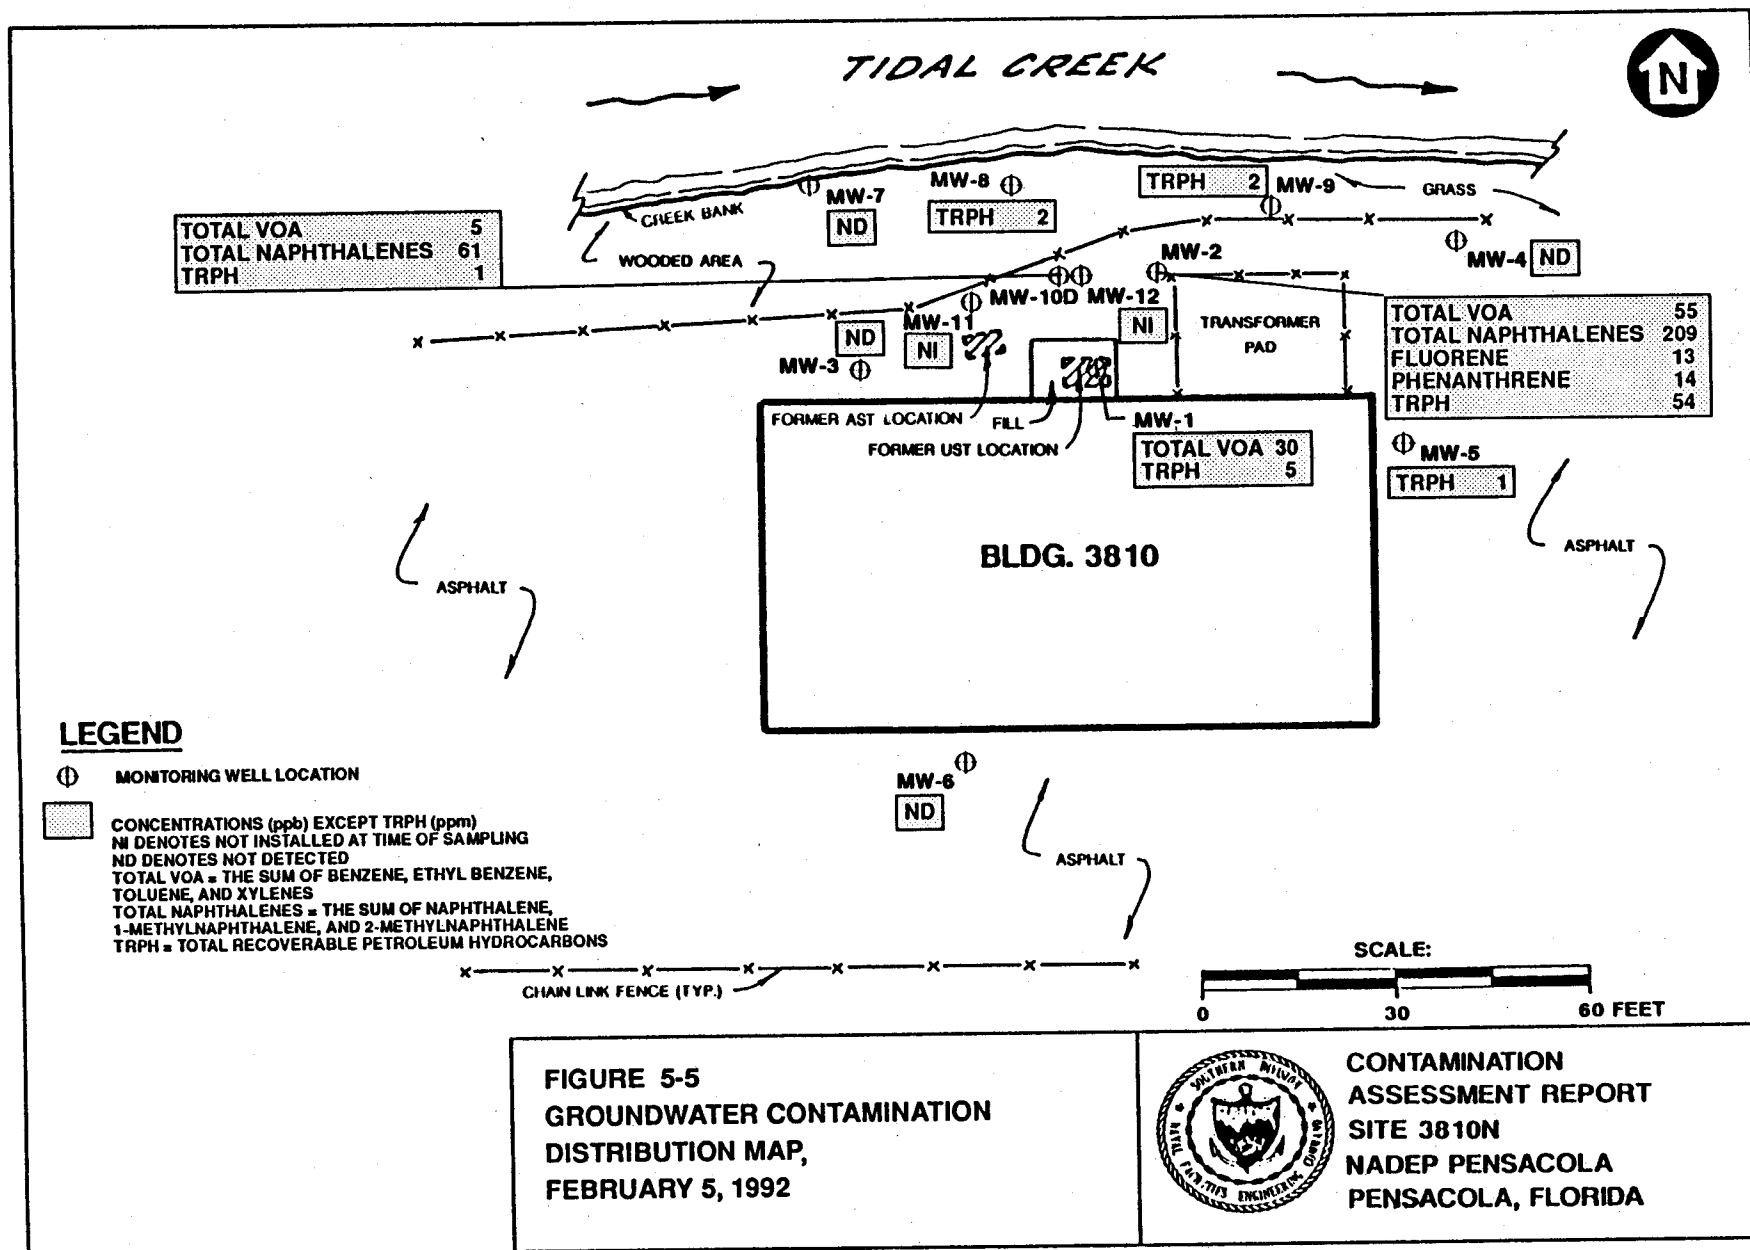 TIDAL CREEK
N
MW-7
ND
MW-8
TRPH 2
TRPH 2
MW-9
GRASS
CREEK BANK
WOODED AREA
TOTAL VOA 5
TOTAL NAPHTHALENES 61
TRPH 1
MW-2
MW-4 ND
MW-10D MW-12
NI
MW-11
NI
ND
MW-3
TRANSFORMER
PAD
TOTAL VOA 55
TOTAL NAPHTHALENES 209
FLUORENE 13
PHENANTHRENE 14
TRPH 54
FORMER AST LOCATION
FILL
FORMER UST LOCATION
MW-1
TOTAL VOA 30
TRPH 5
MW-5
TRPH 1
BLDG. 3810
ASPHALT
ASPHALT
LEGEND
MONITORING WELL LOCATION
CONCENTRATIONS (ppb) EXCEPT TRPH (ppm)
NI DENOTES NOT INSTALLED AT TIME OF SAMPLING
ND DENOTES NOT DETECTED
TOTAL VOA = THE SUM OF BENZENE, ETHYL BENZENE,
TOLUENE, AND XYLENES
TOTAL NAPHTHALENES = THE SUM OF NAPHTHALENE,
1-METHYLNAPHTHALENE, AND 2-METHYLNAPHTHALENE
TRPH = TOTAL RECOVERABLE PETROLEUM HYDROCARBONS
MW-6
ND
ASPHALT
CHAIN LINK FENCE (TYP.)
SCALE:
0 30 60 FEET
FIGURE 5-5
GROUNDWATER CONTAMINATION
DISTRIBUTION MAP,
FEBRUARY 5, 1992
SOUTHERN DIVISION
NAVAL FACILITIES ENGINEERING COMMAND
CONTAMINATION
ASSESSMENT REPORT
SITE 3810N
NADEP PENSACOLA
PENSACOLA, FLORIDA